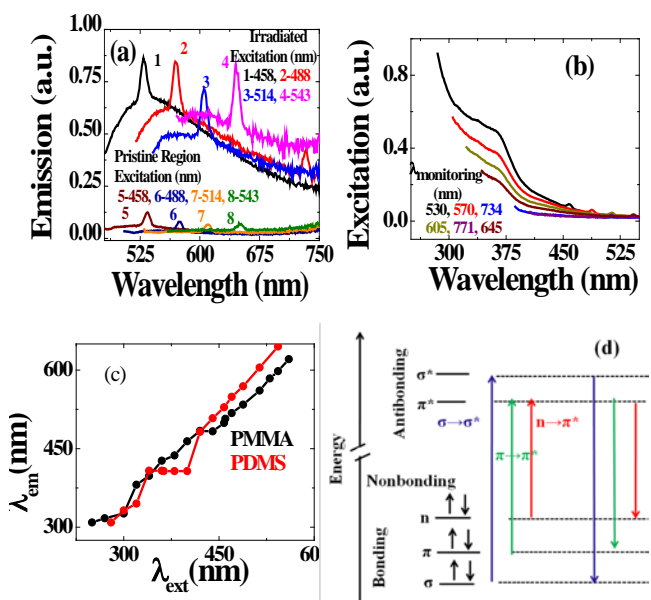 (a)
Irradiated
Excitation (nm)
1-458, 2-488
3-514, 4-543
1
2
3
4
Pristine Region
Excitation (nm)
5-458, 6-488, 7-514, 8-543
5
6
7
8
Emission (a.u.)
1.00
0.75
0.50
0.25
0.00
525
600
675
750
Wavelength (nm)
(b)
Excitation (a.u.)
0.8
0.4
0.0
monitoring
(nm)
530, 570, 734
605, 771, 645
300
375
450
525
Wavelength (nm)
(c)
λem(nm)
600
450
300
PMMA
PDMS
300
450
60
λext(nm)
(d)
Energy
Antibonding
σ*
π*
σ→σ*
n→π*
π→π*
Nonbonding
n
Bonding
π
σ